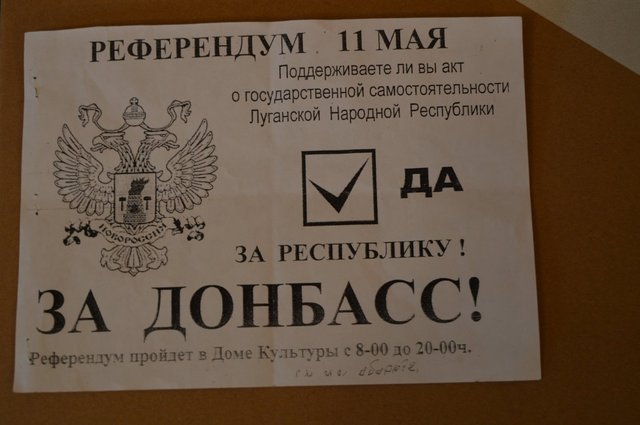 РЕФЕРЕНДУМ 11 МАЯ
Поддерживаете ли вы акт
о государственной самостоятельности
Луганской Народной Республики
НОВОРОССИЯ
ДА
ЗА РЕСПУБЛИКУ!
ЗА ДОНБАСС!
Референдум пройдет в Доме Культуры с 8-00 до 20-00ч.